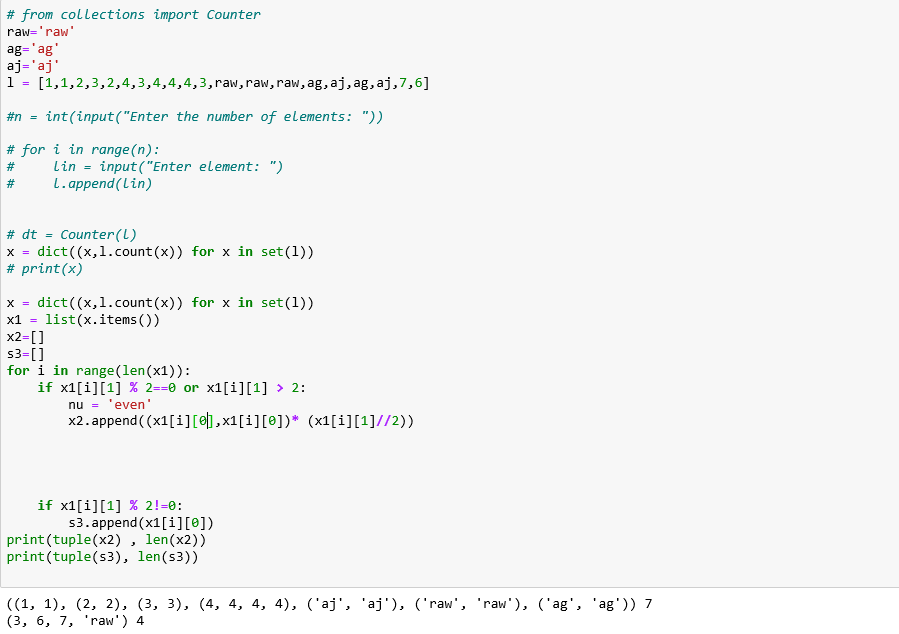 # from collections import Counter
raw='raw'
ag='ag'
aj='aj'
l = [1,1,2,3,2,4,3,4,4,4,3,raw,raw,raw,ag,aj,ag,aj,7,6]
#n = int(input("Enter the number of elements: "))
# for i in range(n):
#     lin = input("Enter element: ")
#     l.append(lin)
# dt = Counter(l)
x = dict((x,l.count(x)) for x in set(l))
# print(x)
x = dict((x,l.count(x)) for x in set(l))
x1 = list(x.items())
x2=[]
s3=[]
for i in range(len(x1)):
    if x1[i][1] % 2==0 or x1[i][1] > 2:
        nu = 'even'
        x2.append((x1[i][0],x1[i][0])* (x1[i][1]//2))
    if x1[i][1] % 2!=0:
        s3.append(x1[i][0])
print(tuple(x2) , len(x2))
print(tuple(s3), len(s3))
((1, 1), (2, 2), (3, 3), (4, 4, 4, 4), ('aj', 'aj'), ('raw', 'raw'), ('ag', 'ag')) 7
(3, 6, 7, 'raw') 4